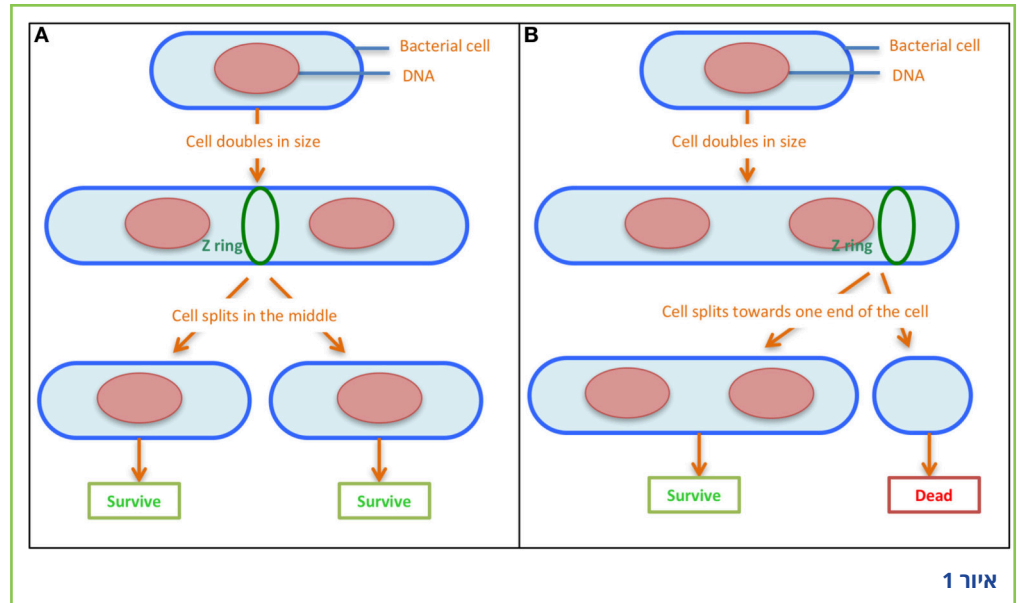 A
Bacterial cell
DNA
Cell doubles in size
Z ring
Cell splits in the middle
Survive
Survive
B
Bacterial cell
DNA
Cell doubles in size
Z ring
Cell splits towards one end of the cell
Survive
Dead
איור 1